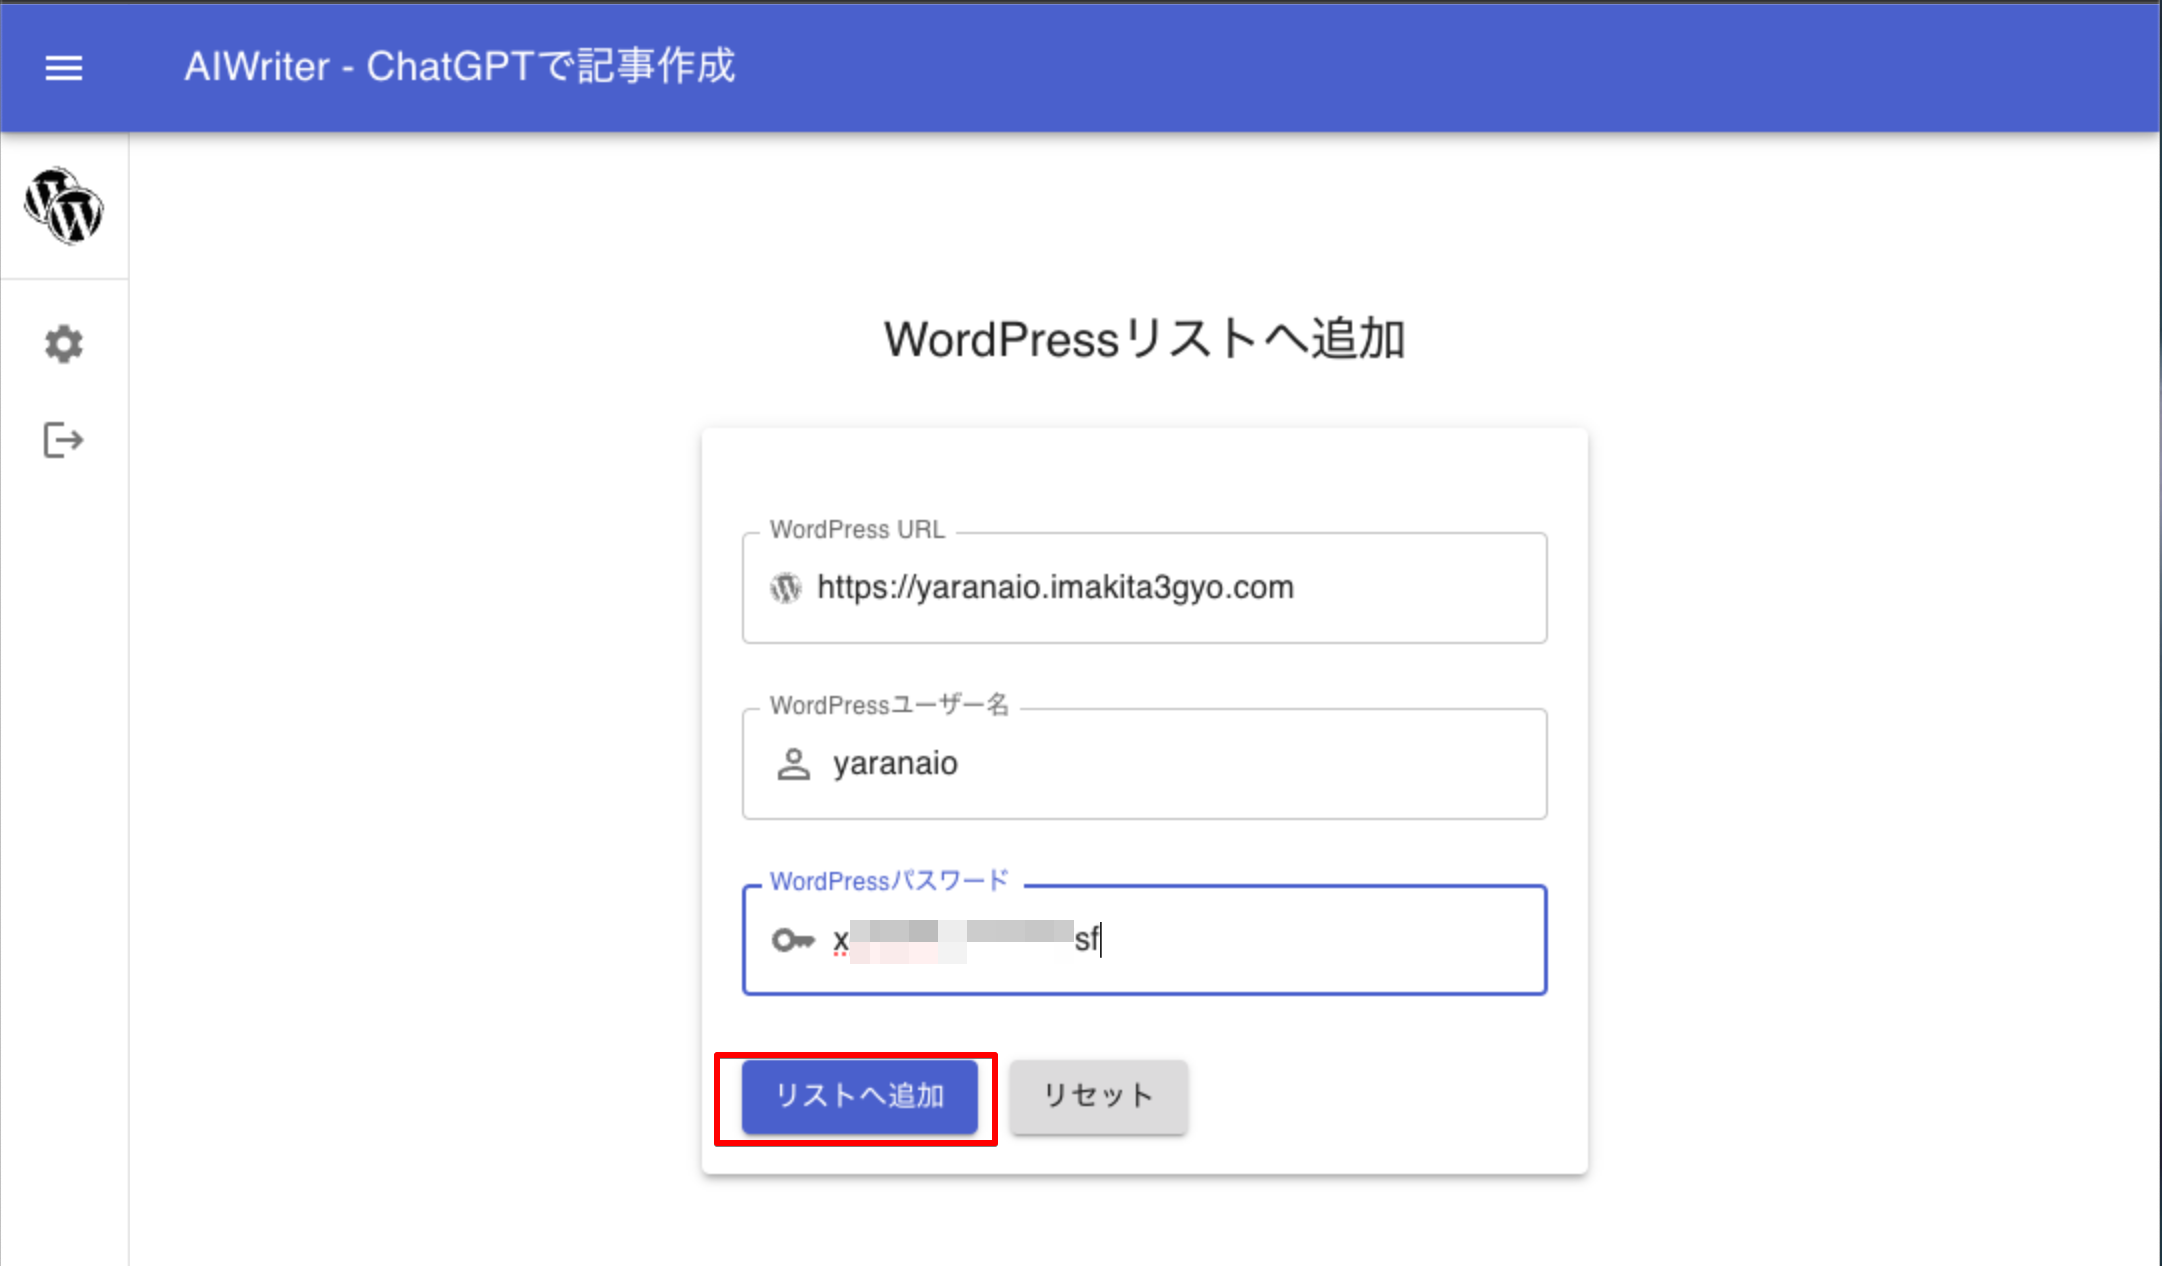 AIWriter - ChatGPTで記事作成
WordPressリストへ追加
WordPress URL
https://yaranaio.imakita3gyo.com
WordPressユーザー名
yaranaio
WordPressパスワード
x sf
リストへ追加
リセット